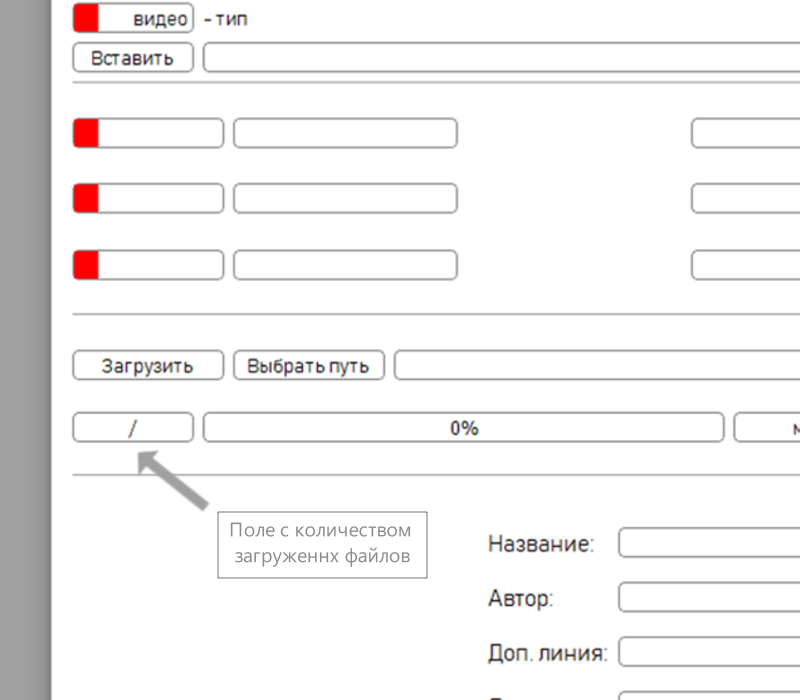 видео - тип
Вставить
Загрузить Выбрать путь
/ 0% м
Поле с количеством
загруженнх файлов
Название:
Автор:
Доп. линия: